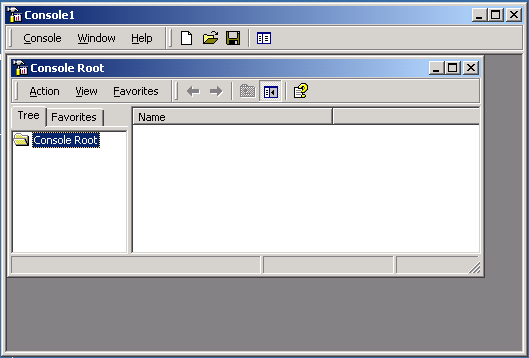 Console1
Console Window Help
Console Root
Action View Favorites
Tree Favorites
Name
Console Root